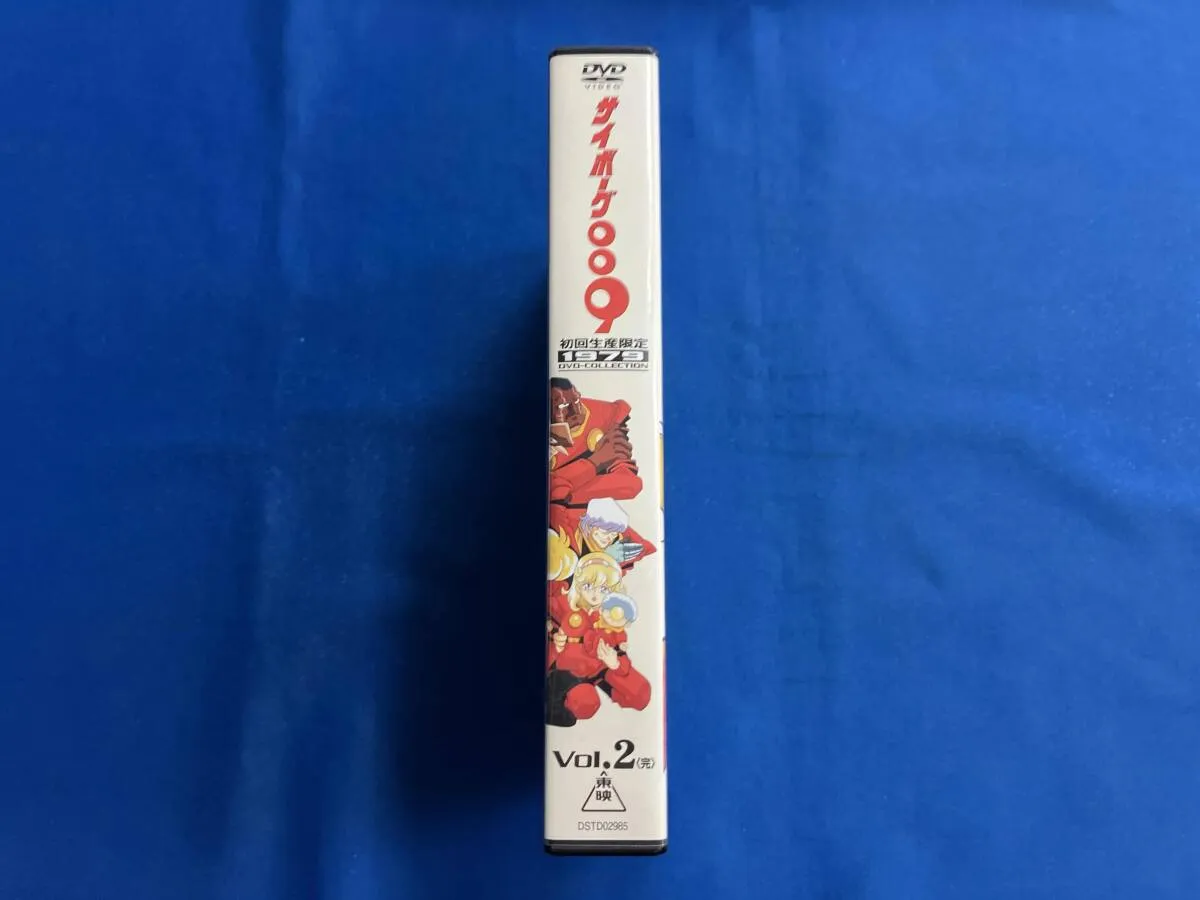 DVD
VIDEO
サイボーグ009
初回生産限定
1979
DVD-COLLECTION
Vol.2〈完〉
東映
DSTD02985